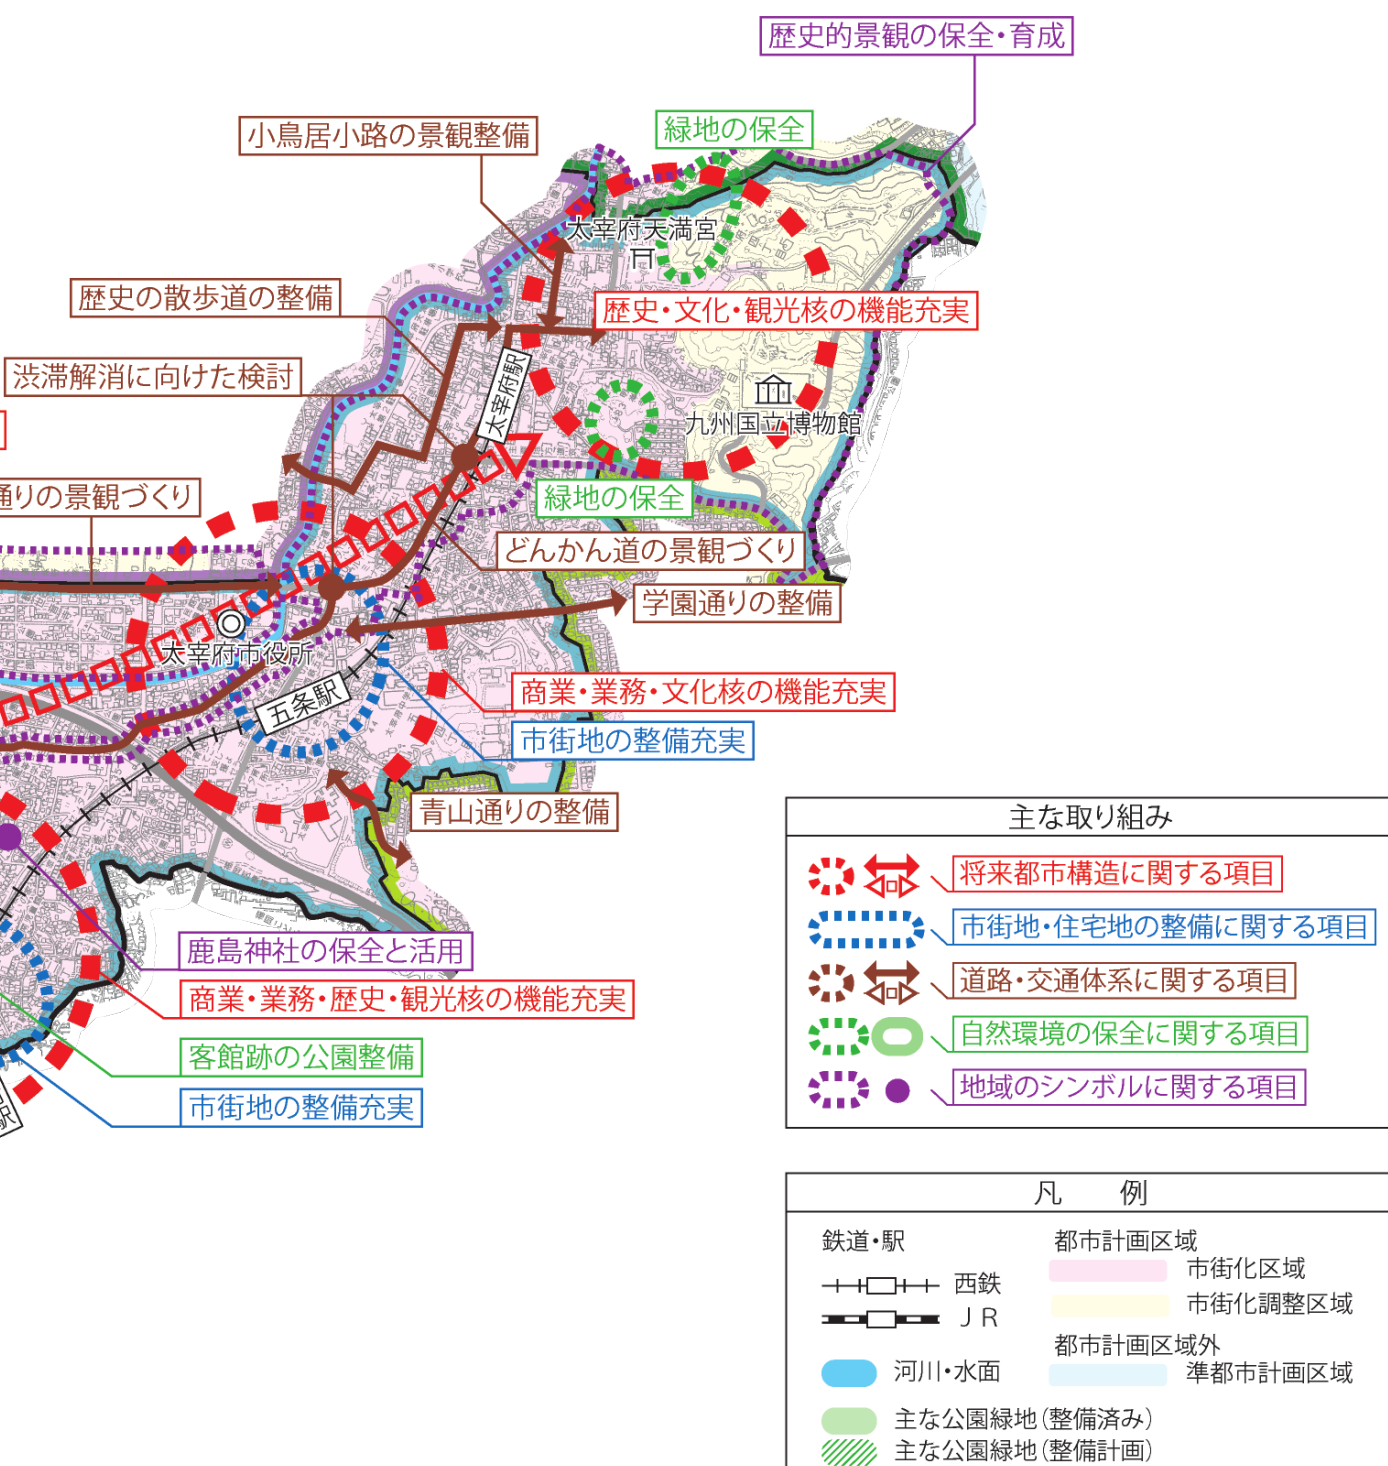 歴史的景観の保全・育成
緑地の保全
小鳥居小路の景観整備
太宰府天満宮
歴史の散歩道の整備
歴史・文化・観光核の機能充実
渋滞解消に向けた検討
太宰府駅
九州国立博物館
通りの景観づくり
緑地の保全
どんかん道の景観づくり
学園通りの整備
太宰府市役所
五条駅
商業・業務・文化核の機能充実
市街地の整備充実
青山通りの整備
鹿島神社の保全と活用
商業・業務・歴史・観光核の機能充実
客館跡の公園整備
市街地の整備充実
駅
主な取り組み
将来都市構造に関する項目
市街地・住宅地の整備に関する項目
道路・交通体系に関する項目
自然環境の保全に関する項目
地域のシンボルに関する項目
凡　例
鉄道・駅
西鉄
ＪＲ
河川・水面
主な公園緑地(整備済み)
主な公園緑地(整備計画)
都市計画区域
市街化区域
市街化調整区域
都市計画区域外
準都市計画区域